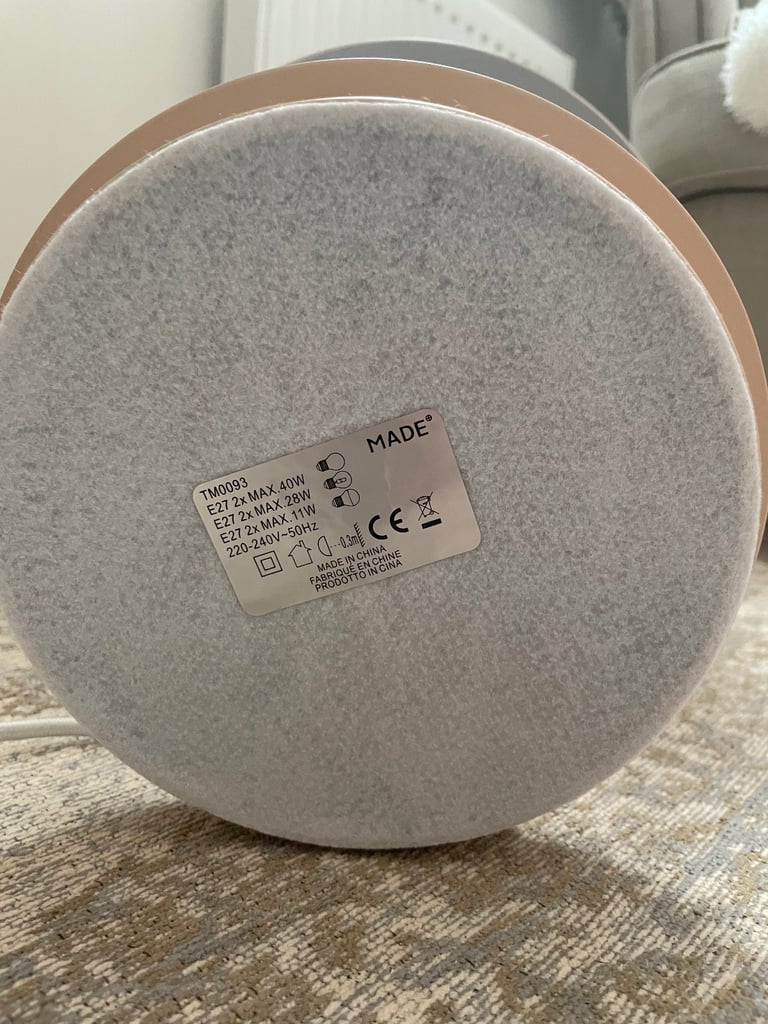 MADE
TM0093
E27 2x MAX.40W
E27 2x MAX.28W
E27 2x MAX.11W
220-240V~50Hz
0.3m
CE
MADE IN CHINA
FABRIQUÉ EN CHINE
PRODOTTO IN CINA